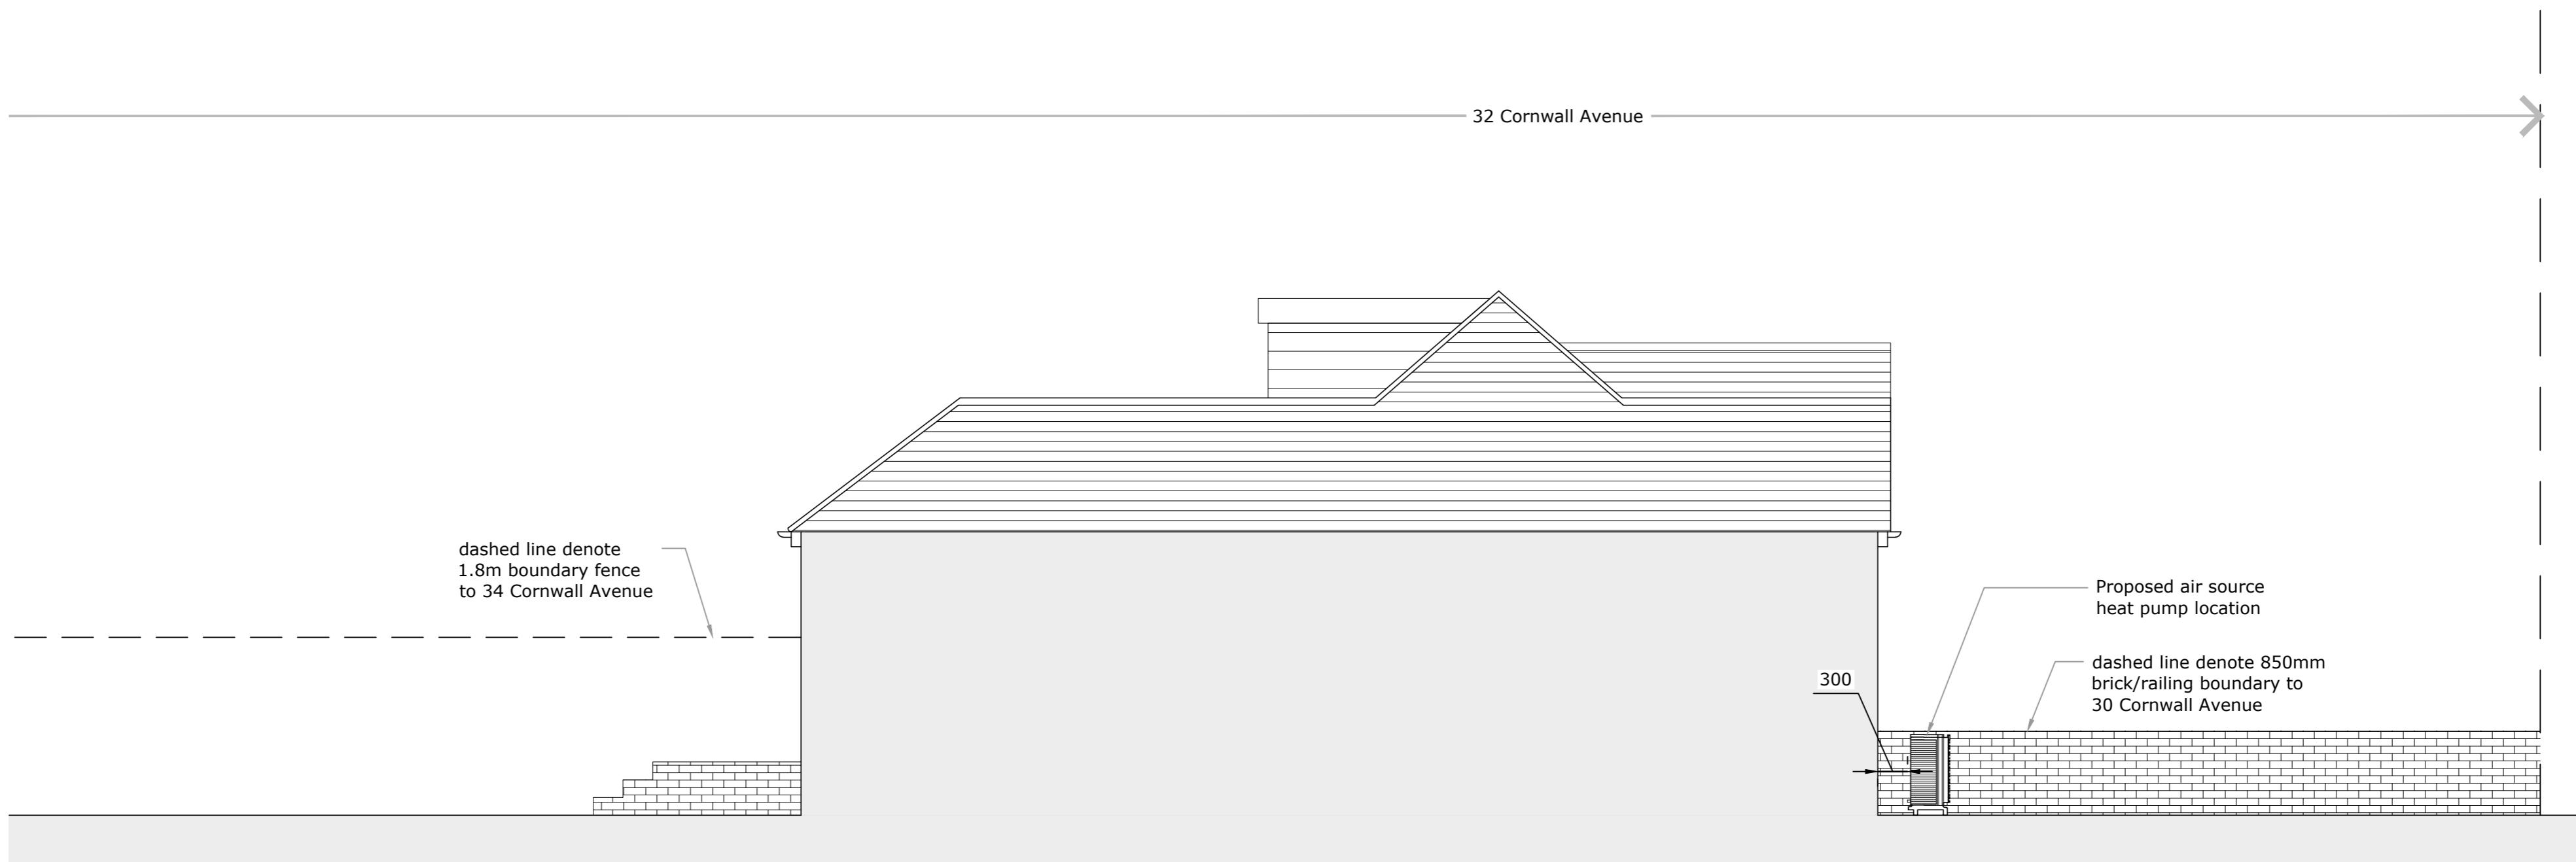 32 Cornwall Avenue
dashed line denote
1.8m boundary fence
to 34 Cornwall Avenue
Proposed air source
heat pump location
300
dashed line denote 850mm
brick/railing boundary to
30 Cornwall Avenue